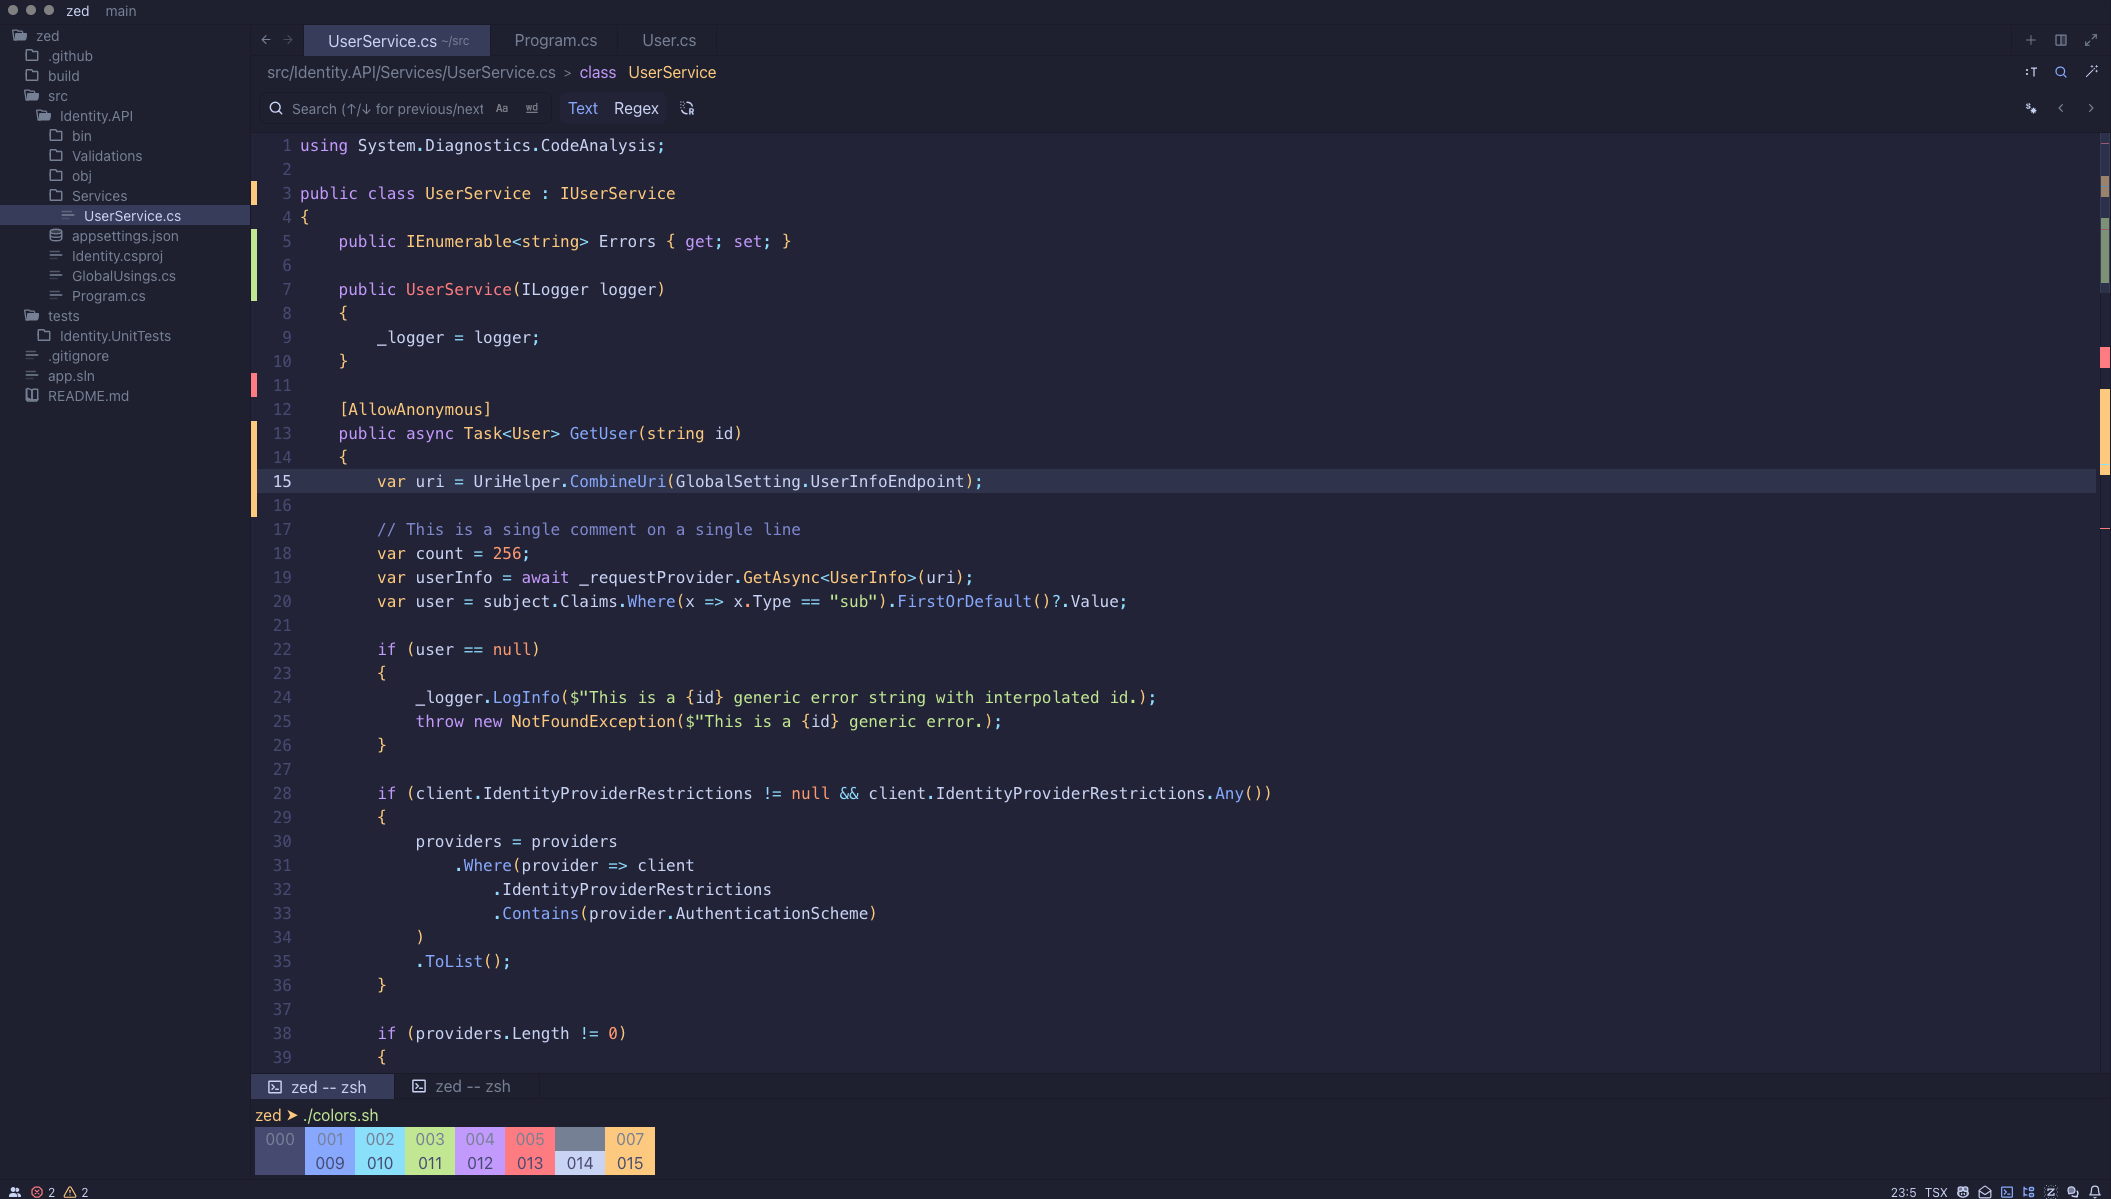 zed main
zed
.github
build
src
Identity.API
bin
Validations
obj
Services
UserService.cs
appsettings.json
Identity.csproj
GlobalUsings.cs
Program.cs
tests
Identity.UnitTests
.gitignore
app.sln
README.md
UserService.cs ~/src Program.cs User.cs
src/Identity.API/Services/UserService.cs > class UserService
Search (↑/↓ for previous/next Aa wd Text Regex
1 using System.Diagnostics.CodeAnalysis;
2
3 public class UserService : IUserService
4 {
5     public IEnumerable<string> Errors { get; set; }
6
7     public UserService(ILogger logger)
8     {
9         _logger = logger;
10     }
11
12     [AllowAnonymous]
13     public async Task<User> GetUser(string id)
14     {
15         var uri = UriHelper.CombineUri(GlobalSetting.UserInfoEndpoint);
16
17         // This is a single comment on a single line
18         var count = 256;
19         var userInfo = await _requestProvider.GetAsync<UserInfo>(uri);
20         var user = subject.Claims.Where(x => x.Type == "sub").FirstOrDefault()?.Value;
21
22         if (user == null)
23         {
24             _logger.LogInfo($"This is a {id} generic error string with interpolated id.);
25             throw new NotFoundException($"This is a {id} generic error.);
26         }
27
28         if (client.IdentityProviderRestrictions != null && client.IdentityProviderRestrictions.Any())
29         {
30             providers = providers
31                 .Where(provider => client
32                     .IdentityProviderRestrictions
33                     .Contains(provider.AuthenticationScheme)
34             )
35             .ToList();
36         }
37
38         if (providers.Length != 0)
39         {
zed -- zsh zed -- zsh
zed ➤ ./colors.sh
000 001 002 003 004 005 007
009 010 011 012 013 014 015
2 2 23:5 TSX